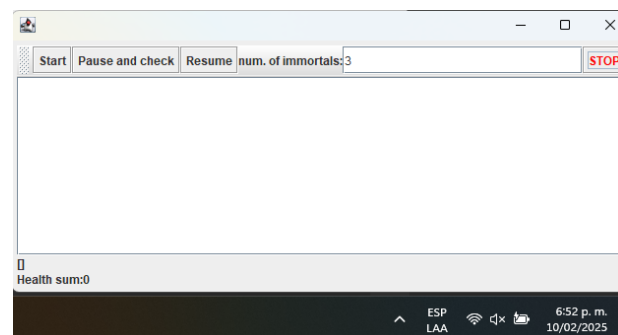 Start Pause and check Resume num. of immortals: 3 STOP
[]
Health sum:0
ESP 6:52 p. m.
LAA 10/02/2025